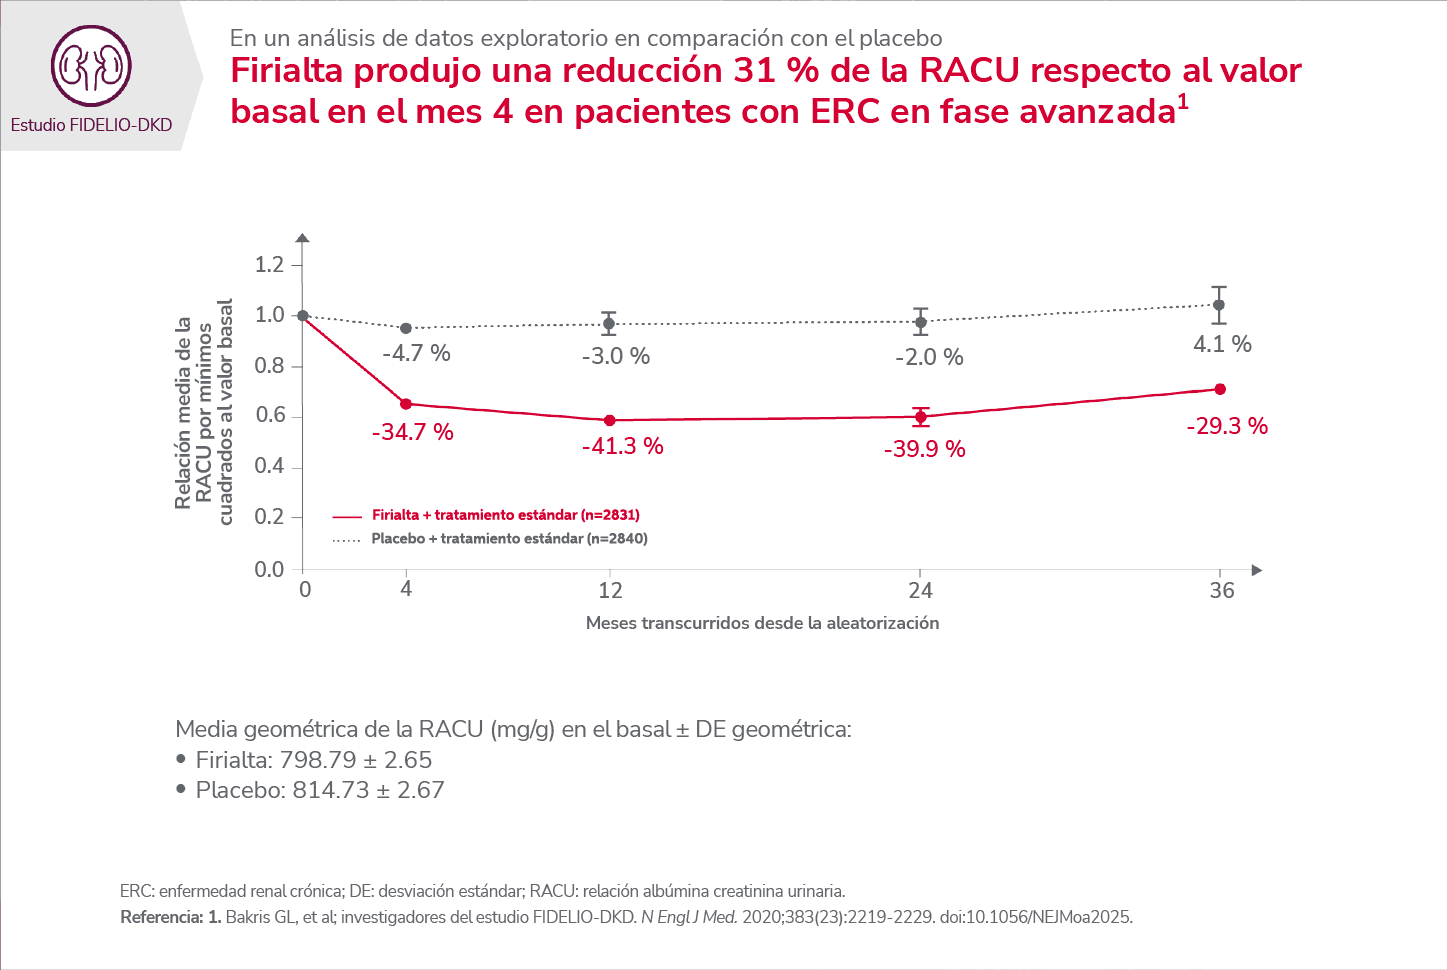 Estudio FIDELIO-DKD
En un análisis de datos exploratorio en comparación con el placebo
Firialta produjo una reducción 31 % de la RACU respecto al valor
basal en el mes 4 en pacientes con ERC en fase avanzada¹
Relación media de la
RACU por mínimos
cuadrados al valor basal
1.2
1.0
0.8
0.6
0.4
0.2
0.0
-4.7 %
-3.0 %
-2.0 %
4.1 %
-34.7 %
-41.3 %
-39.9 %
-29.3 %
Firialta + tratamiento estándar (n=2831)
Placebo + tratamiento estándar (n=2840)
0
4
12
24
36
Meses transcurridos desde la aleatorización
Media geométrica de la RACU (mg/g) en el basal ± DE geométrica:
• Firialta: 798.79 ± 2.65
• Placebo: 814.73 ± 2.67
ERC: enfermedad renal crónica; DE: desviación estándar; RACU: relación albúmina creatinina urinaria.
Referencia: 1. Bakris GL, et al; investigadores del estudio FIDELIO-DKD. N Engl J Med. 2020;383(23):2219-2229. doi:10.1056/NEJMoa2025.